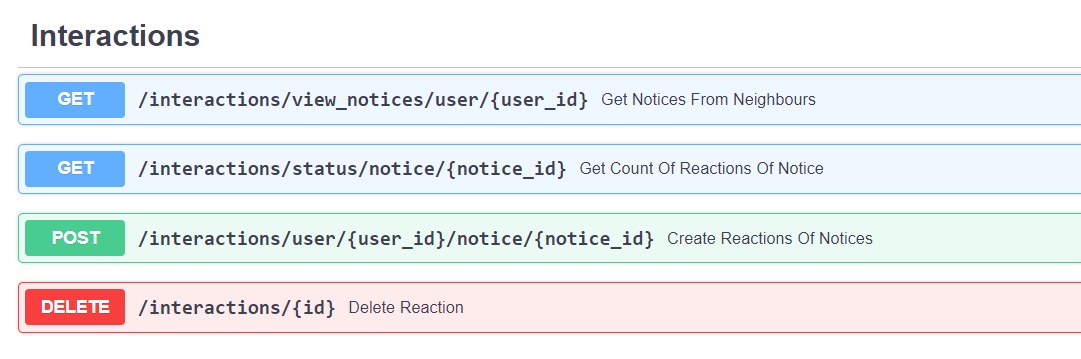 Interactions
GET /interactions/view_notices/user/{user_id} Get Notices From Neighbours
GET /interactions/status/notice/{notice_id} Get Count Of Reactions Of Notice
POST /interactions/user/{user_id}/notice/{notice_id} Create Reactions Of Notices
DELETE /interactions/{id} Delete Reaction